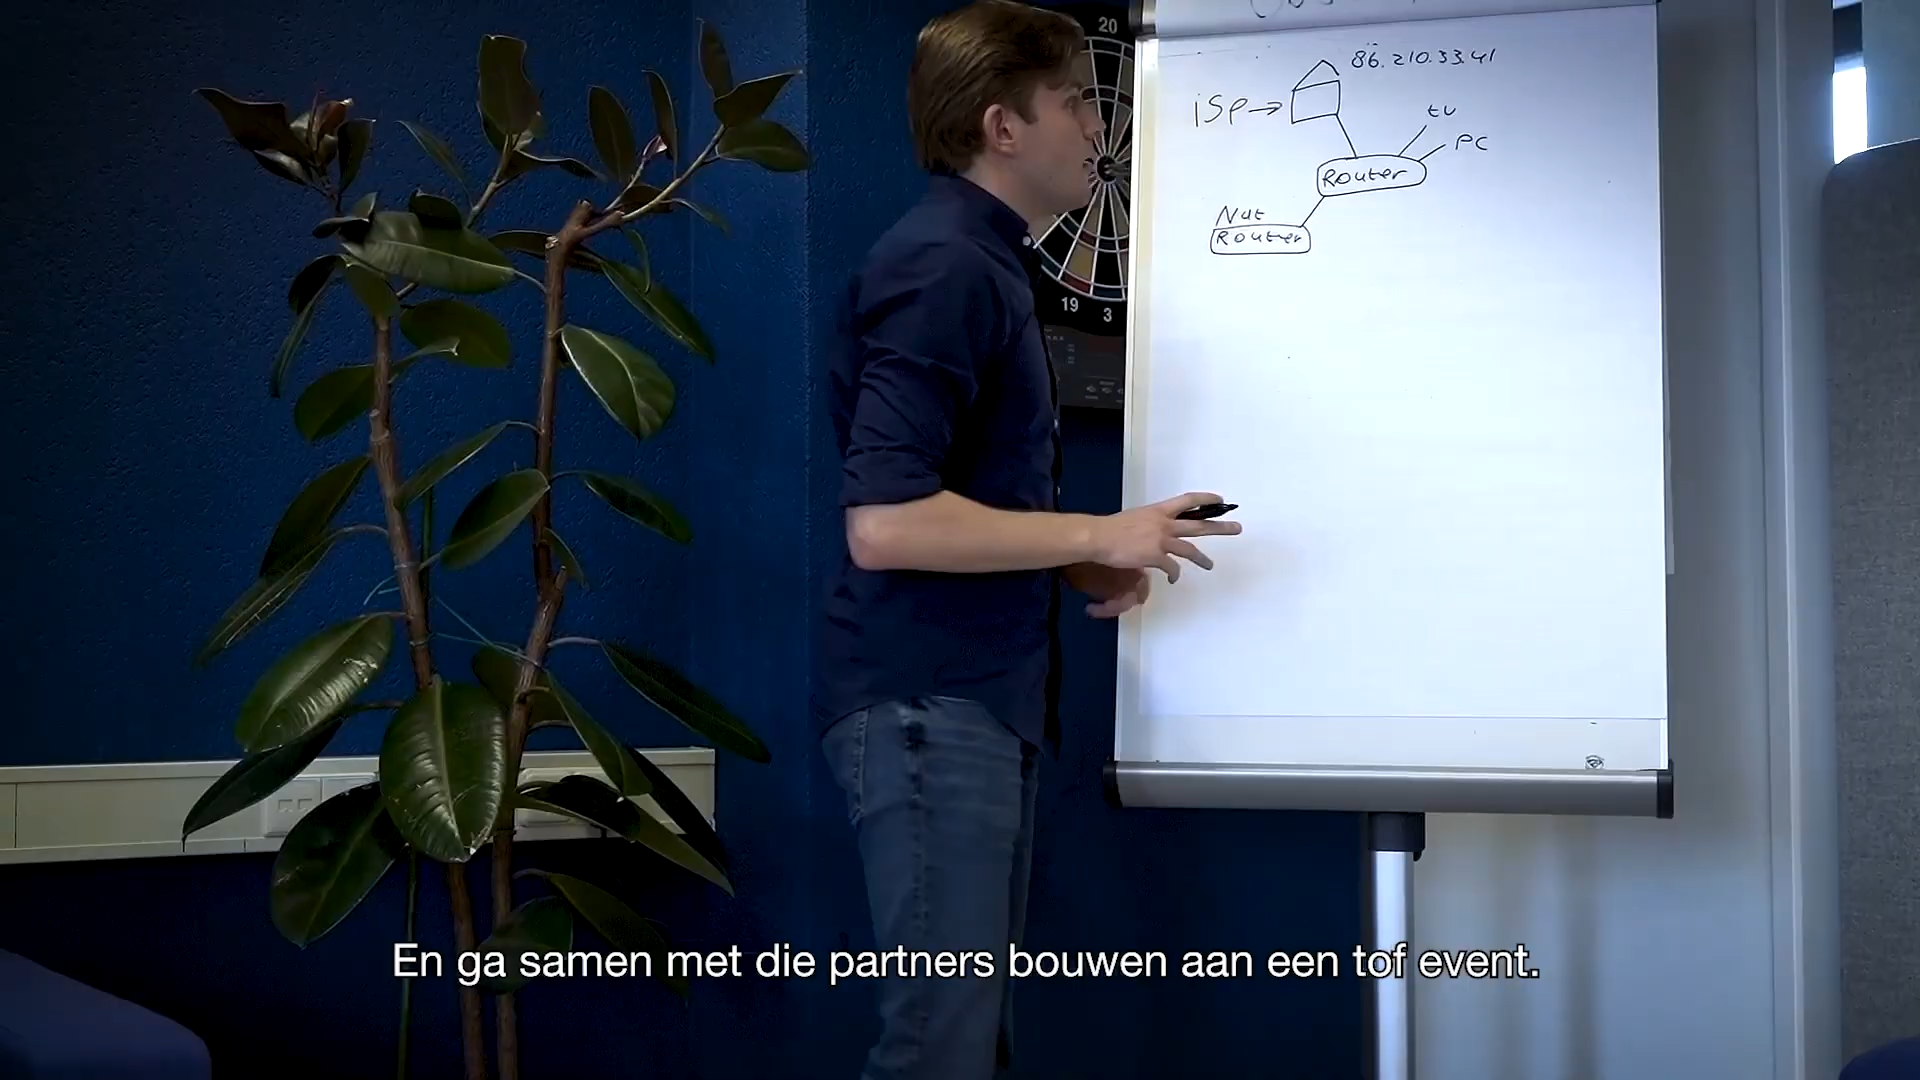 20
86.210.33.41
iSP→
tv
PC
Router
Nat
Router
19
3
En ga samen met die partners bouwen aan een tof event.